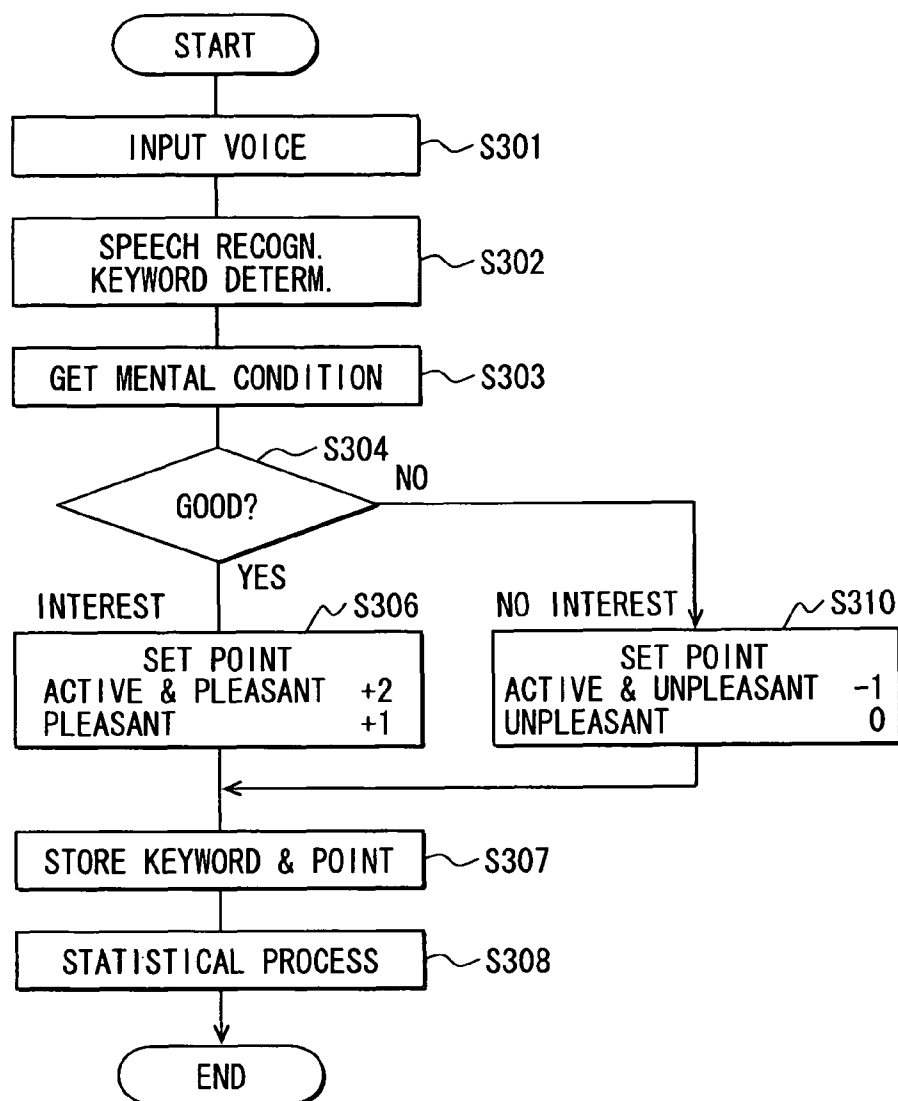 START
INPUT VOICE
S301
SPEECH RECOGN.
KEYWORD DETERM.
S302
GET MENTAL CONDITION
S303
S304
GOOD?
NO
YES
INTEREST
S306
SET POINT
ACTIVE & PLEASANT +2
PLEASANT +1
NO INTEREST
S310
SET POINT
ACTIVE & UNPLEASANT -1
UNPLEASANT 0
STORE KEYWORD & POINT
S307
STATISTICAL PROCESS
S308
END